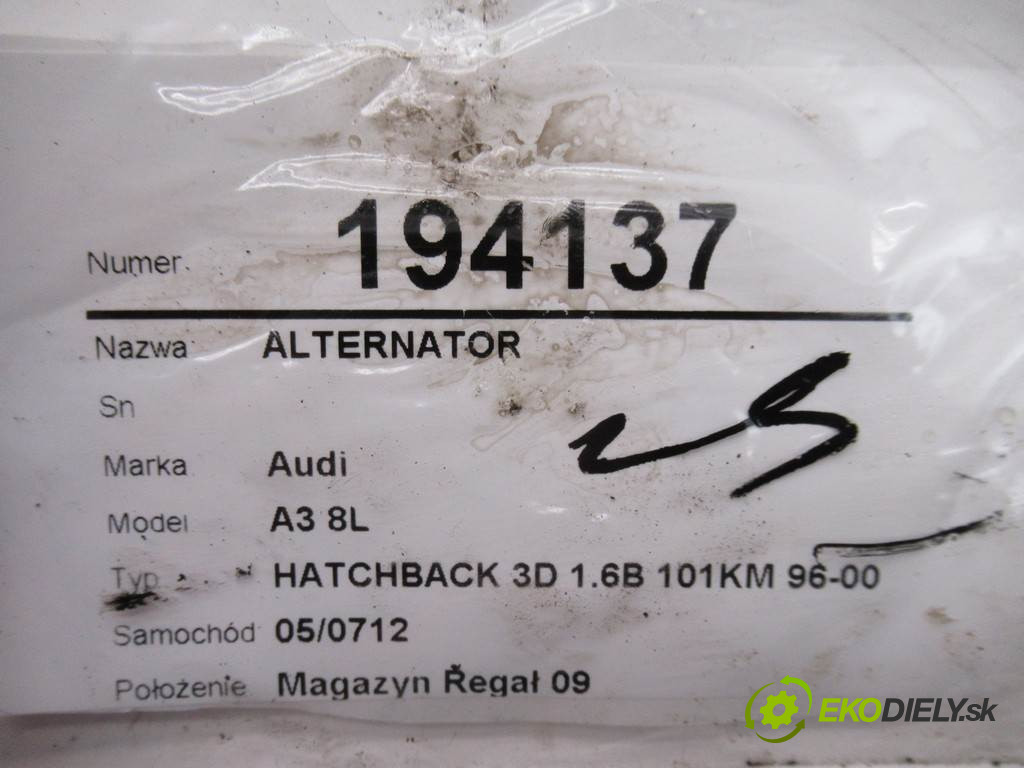 Numer 194137
Nazwa ALTERNATOR
Sn
Marka Audi
Model A3 8L
Typ HATCHBACK 3D 1.6B 101KM 96-00
Samochód 05/0712
Położenie Magazyn Regał 09
EKODIELY.sk